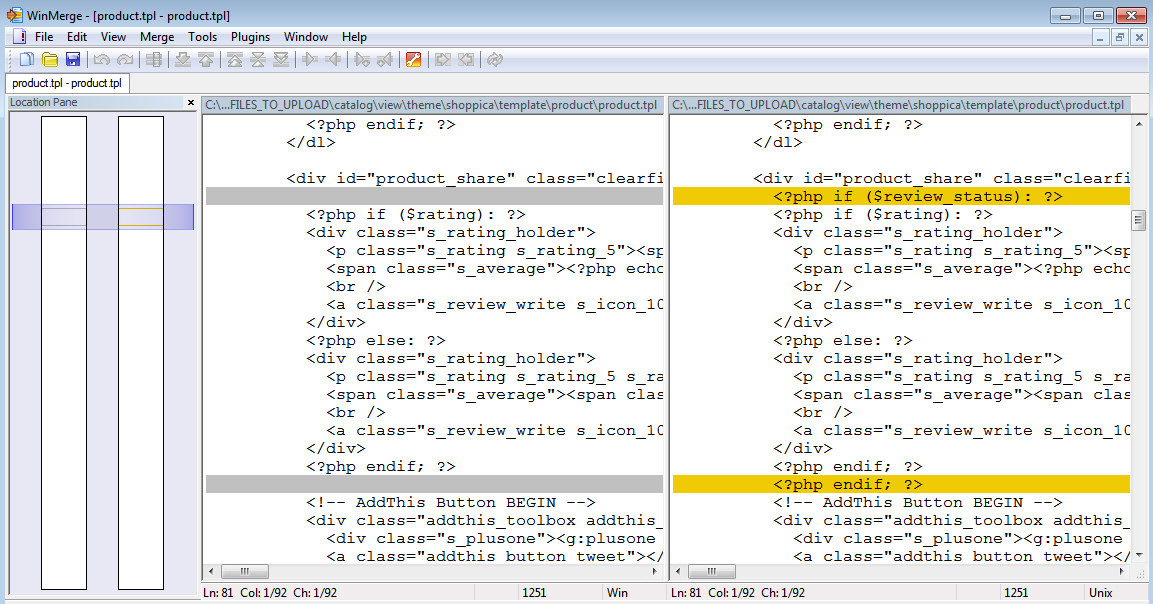 WinMerge - [product.tpl - product.tpl]
File Edit View Merge Tools Plugins Window Help
product.tpl - product.tpl
Location Pane
C:\...FILES_TO_UPLOAD\catalog\view\theme\shoppica\template\product\product.tpl
<?php endif; ?>
</dl>
<div id="product_share" class="clearfi
<?php if ($rating): ?>
<div class="s_rating_holder">
<p class="s_rating s_rating_5"><sp
<span class="s_average"><?php echo
<br />
<a class="s_review_write s_icon_10
</div>
<?php else: ?>
<div class="s_rating_holder">
<p class="s_rating s_rating_5 s_ra
<span class="s_average"><span clas
<br />
<a class="s_review_write s_icon_10
</div>
<?php endif; ?>
<!-- AddThis Button BEGIN -->
<div class="addthis_toolbox addthis_
<div class="s_plusone"><g:plusone
<a class="addthis_button_tweet"></
Ln: 81 Col: 1/92 Ch: 1/92 1251 Win
C:\...FILES_TO_UPLOAD\catalog\view\theme\shoppica\template\product\product.tpl
<?php endif; ?>
</dl>
<div id="product_share" class="clearfi
<?php if ($review_status): ?>
<?php if ($rating): ?>
<div class="s_rating_holder">
<p class="s_rating s_rating_5"><sp
<span class="s_average"><?php echo
<br />
<a class="s_review_write s_icon_10
</div>
<?php else: ?>
<div class="s_rating_holder">
<p class="s_rating s_rating_5 s_ra
<span class="s_average"><span clas
<br />
<a class="s_review_write s_icon_10
</div>
<?php endif; ?>
<?php endif; ?>
<!-- AddThis Button BEGIN -->
<div class="addthis_toolbox addthis_
<div class="s_plusone"><g:plusone
<a class="addthis_button_tweet"></
Ln: 81 Col: 1/92 Ch: 1/92 1251 Unix